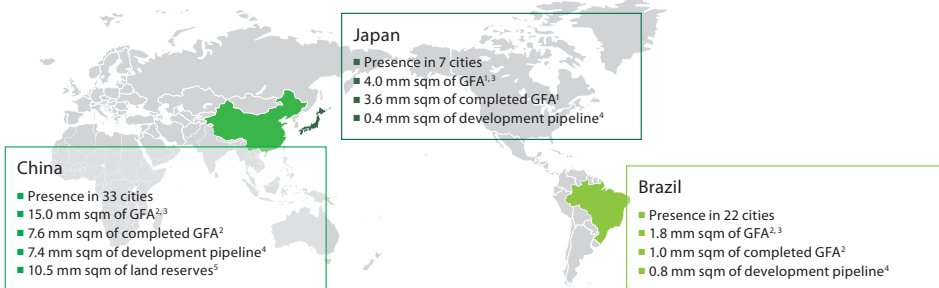 Japan
■ Presence in 7 cities
■ 4.0 mm sqm of GFA¹,³
■ 3.6 mm sqm of completed GFA¹
■ 0.4 mm sqm of development pipeline⁴
China
■ Presence in 33 cities
■ 15.0 mm sqm of GFA²,³
■ 7.6 mm sqm of completed GFA²
■ 7.4 mm sqm of development pipeline⁴
■ 10.5 mm sqm of land reserves⁵
Brazil
■ Presence in 22 cities
■ 1.8 mm sqm of GFA²,³
■ 1.0 mm sqm of completed GFA²
■ 0.8 mm sqm of development pipeline⁴